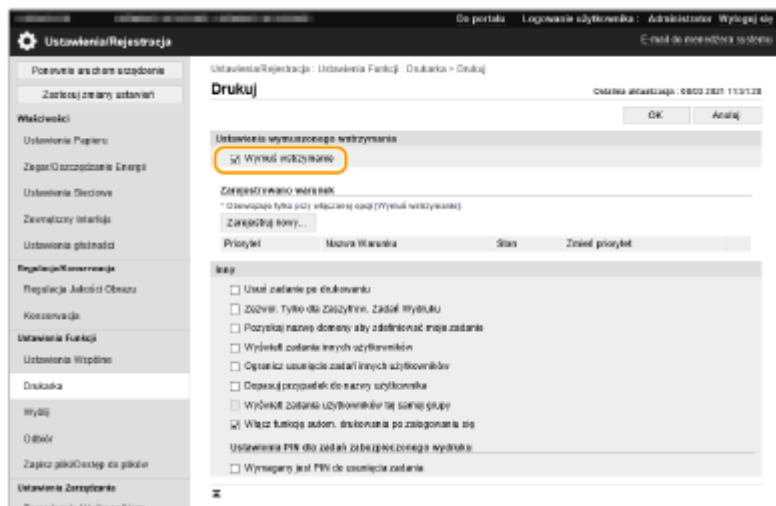 Do portalu Logowanie użytkownika : Administrator Wyloguj się
Ustawienia/Rejestracja
E-mail do menedżera systemu
Ponownie uruchom urządzenie
Zastosuj zmiany ustawień
Właściwości
Ustawienia Papieru
Zegar/Oszczędzanie Energii
Ustawienia Sieciowe
Zewnętrzny Interfejs
Ustawienia głośności
Regulacja/Konserwacja
Regulacja Jakości Obrazu
Konserwacja
Ustawienia Funkcji
Ustawienia Wspólne
Drukarka
Wyślij
Odbiór
Zapisz pliki/Dostęp do plików
Ustawienia Zarządzania
Ustawienia/Rejestracja : Ustawienia Funkcji : Drukarka > Drukuj
Drukuj
Ostatnia aktualizacja :
OK Anuluj
Ustawienia wymuszonego wstrzymania
Wymuś wstrzymanie
Zarejestrowano warunek
* Obowiązuje tylko przy włączonej opcji [Wymuś wstrzymanie].
Zarejestruj nowy...
Priorytet Nazwa Warunku Stan Zmień priorytet
Inny
Usuń zadanie po drukowaniu
Zezwól. Tylko dla Zaszyfrow. Zadań Wydruku
Pozyskaj nazwę domeny aby zdefiniować moje zadanie
Wyświetl zadania innych użytkowników
Ogranicz usunięcie zadań innych użytkowników
Dopasuj przypadek do nazwy użytkownika
Wyświetl zadania użytkowników tej samej grupy
Włącz funkcję autom. drukowania po zalogowaniu się
Ustawienia PIN dla zadań zabezpieczonego wydruku
Wymagany jest PIN do usunięcia zadania